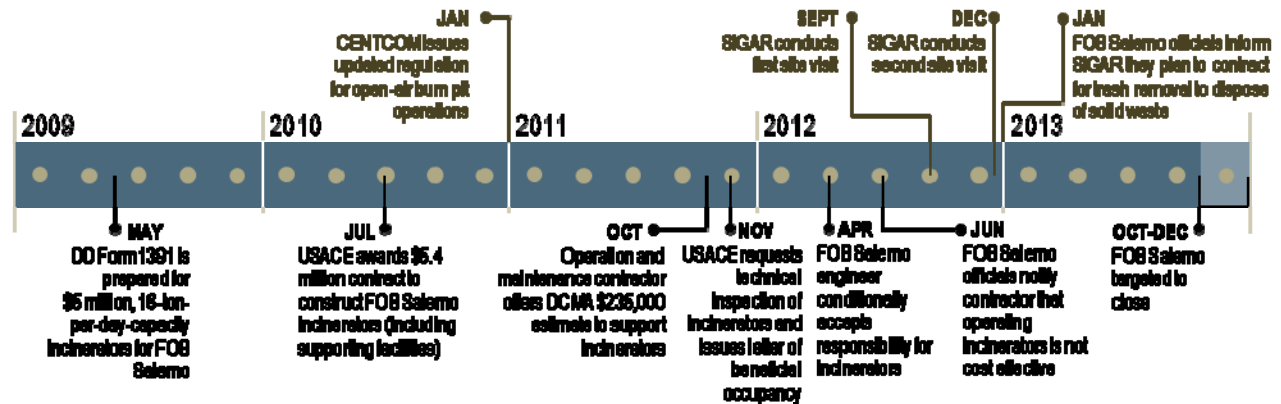 JAN
CENTCOM issues
updated regulation
for open-air burn pit
operations
SEPT
SIGAR conducts
first site visit
DEC
SIGAR conducts
second site visit
JAN
FOB Salerno officials inform
SIGAR they plan to contract
for trash removal to dispose
of solid waste
2009
2010
2011
2012
2013
MAY
DD Form 1391 is
prepared for
$5 million, 16-ton-
per-day-capacity
incinerators for FOB
Salerno
JUL
USACE awards $5.4
million contract to
construct FOB Salerno
incinerators (including
supporting facilities)
OCT
Operation and
maintenance contractor
offers DCMA $235,000
estimate to support
incinerators
NOV
USACE requests
technical
inspection of
incinerators and
issues letter of
beneficial
occupancy
APR
FOB Salerno
engineer
conditionally
accepts
responsibility for
incinerators
JUN
FOB Salerno
officials notify
contractor that
operating
incinerators is not
cost effective
OCT-DEC
FOB Salerno
targeted to
close